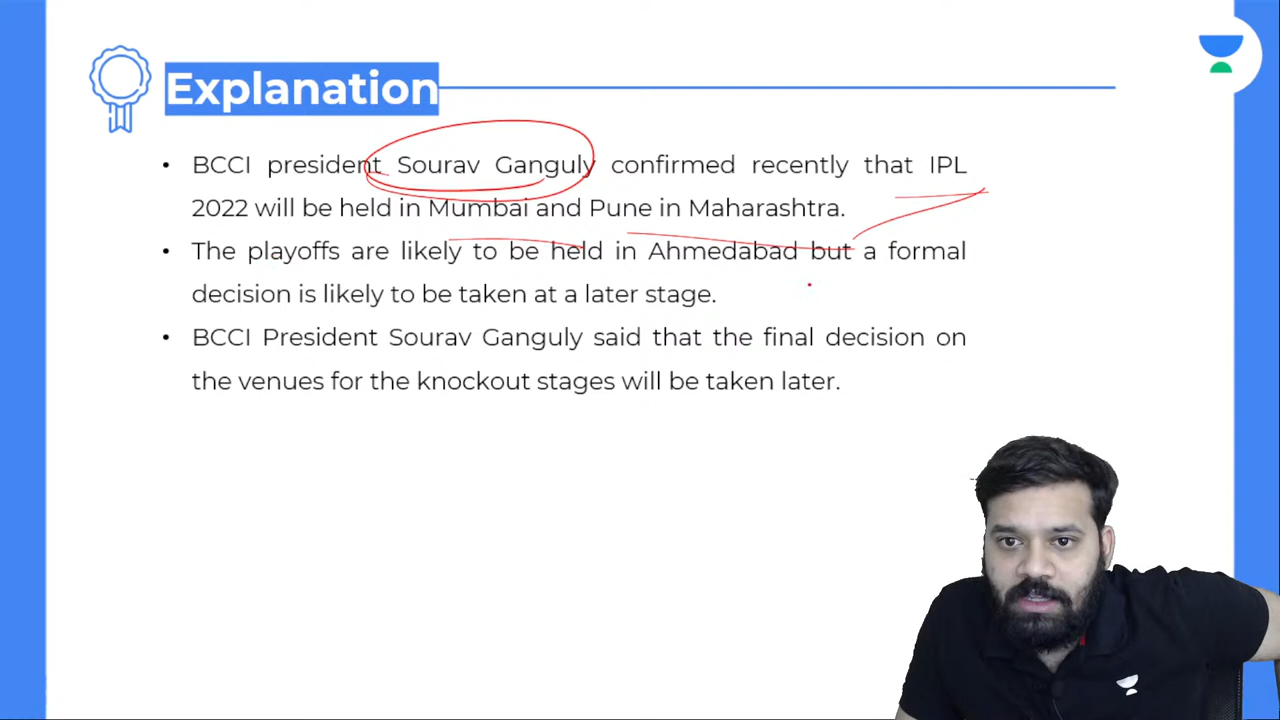 Explanation
• BCCI president Sourav Ganguly confirmed recently that IPL
2022 will be held in Mumbai and Pune in Maharashtra.
• The playoffs are likely to be held in Ahmedabad but a formal
decision is likely to be taken at a later stage.
• BCCI President Sourav Ganguly said that the final decision on
the venues for the knockout stages will be taken later.